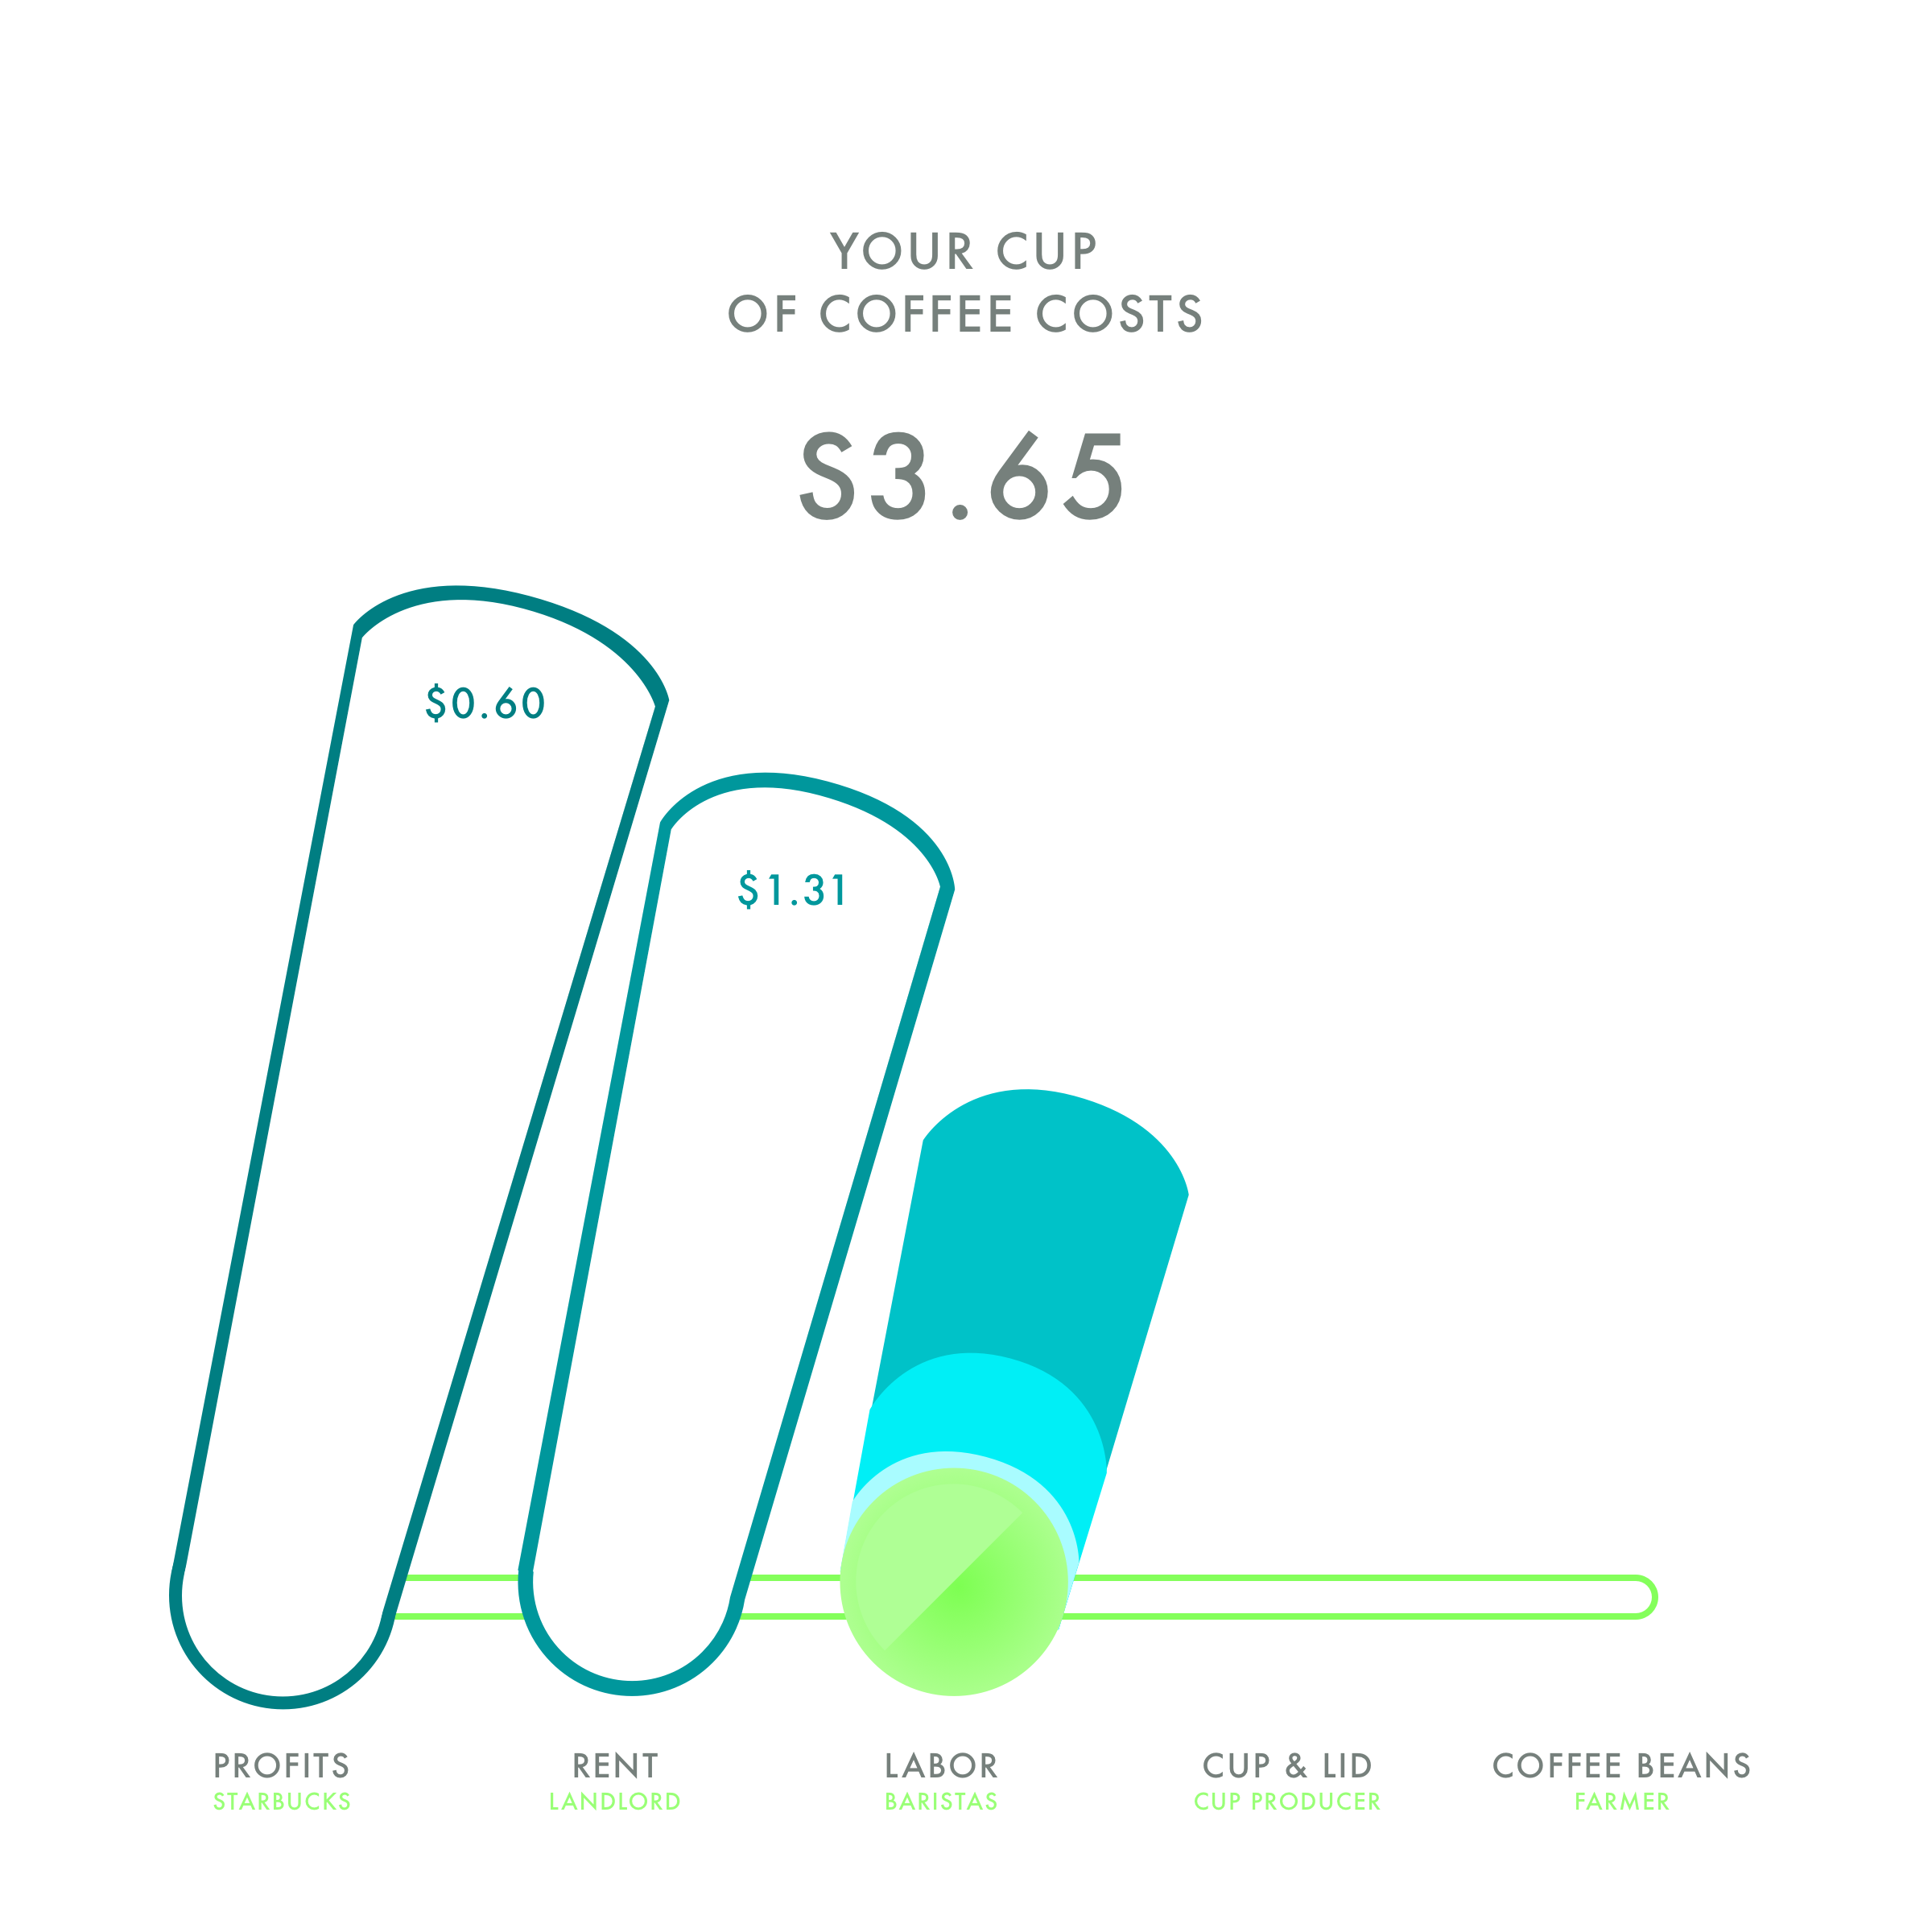 YOUR CUP
OF COFFEE COSTS
$3.65
$0.60
$1.31
PROFITS
STARBUCKS
RENT
LANDLORD
LABOR
BARISTAS
CUP & LID
CUP PRODUCER
COFFEE BEANS
FARMER